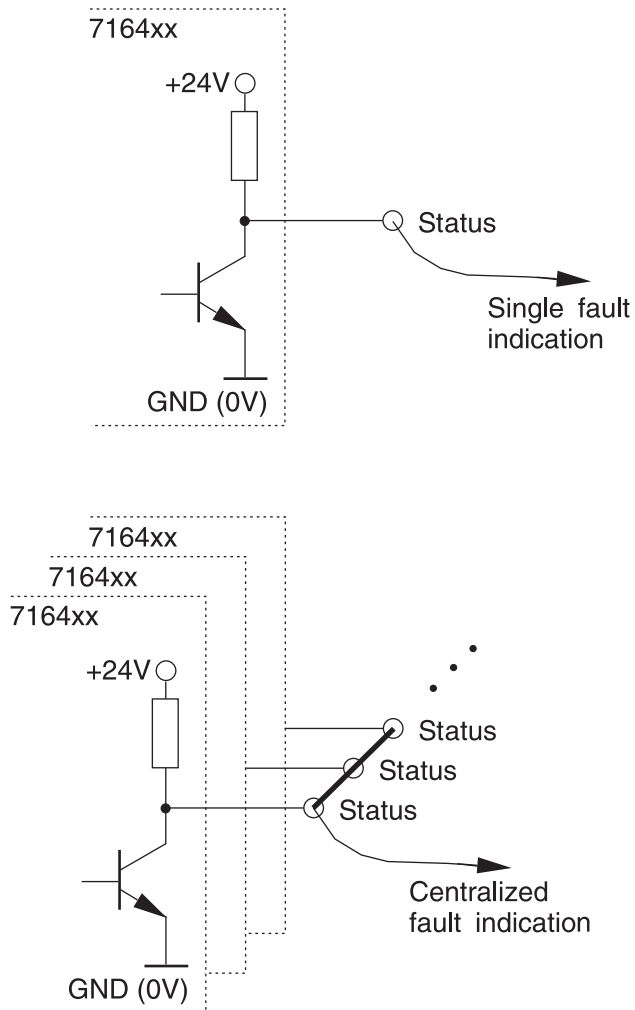 7164xx
+24V
Status
Single fault
indication
GND (0V)
7164xx
7164xx
7164xx
+24V
Status
Status
Status
Centralized
fault indication
GND (0V)